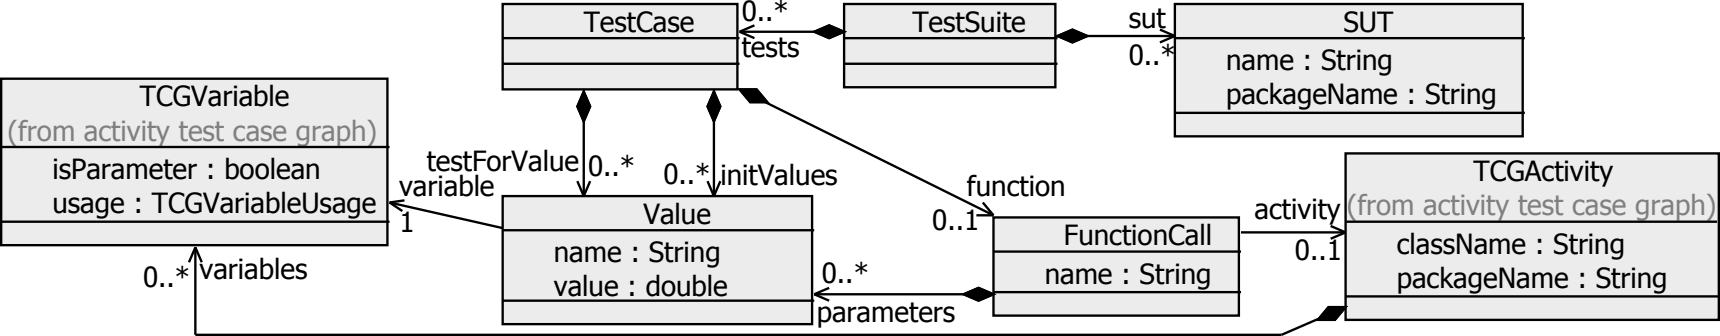 TestCase
0..*
tests
TestSuite
sut
0..*
SUT
name : String
packageName : String
TCGVariable
(from activity test case graph)
isParameter : boolean
usage : TCGVariableUsage
testForValue
0..*
0..*
initValues
variable
1
function
0..1
TCGActivity
(from activity test case graph)
className : String
packageName : String
activity
0..1
Value
name : String
value : double
FunctionCall
name : String
0..*
parameters
0..*
variables